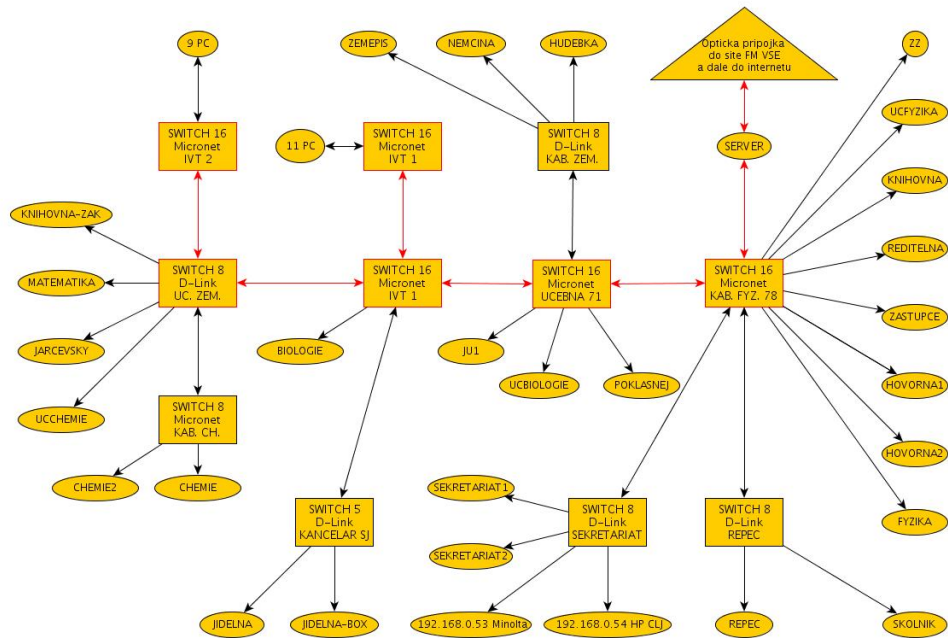 9 PC
ZEMEPIS
NEMCINA
HUDEBKA
Opticka pripojka
do site FM VSE
a dale do internetu
ZZ
SWITCH 16
Micronet
IVT 2
11 PC
SWITCH 16
Micronet
IVT 1
SWITCH 8
D-Link
KAB. ZEM.
SERVER
UCFYZIKA
KNIHOVNA
KNIHOVNA-ZAK
REDITELNA
MATEMATIKA
SWITCH 8
D-Link
UC. ZEM.
SWITCH 16
Micronet
IVT 1
SWITCH 16
Micronet
UCEBNA 71
SWITCH 16
Micronet
KAB. FYZ. 78
ZASTUPCE
JARCEVSKY
BIOLOGIE
JU1
UCBIOLOGIE
POKLASNEJ
HOVORNA1
UCCHEMIE
SWITCH 8
Micronet
KAB. CH.
HOVORNA2
CHEMIE2
CHEMIE
SEKRETARIAT1
FYZIKA
SWITCH 5
D-Link
KANCELAR SJ
SWITCH 8
D-Link
SEKRETARIAT
SWITCH 8
D-Link
REPEC
SEKRETARIAT2
JIDELNA
JIDELNA-BOX
192.168.0.53 Minolta
192.168.0.54 HP CLJ
REPEC
SKOLNIK